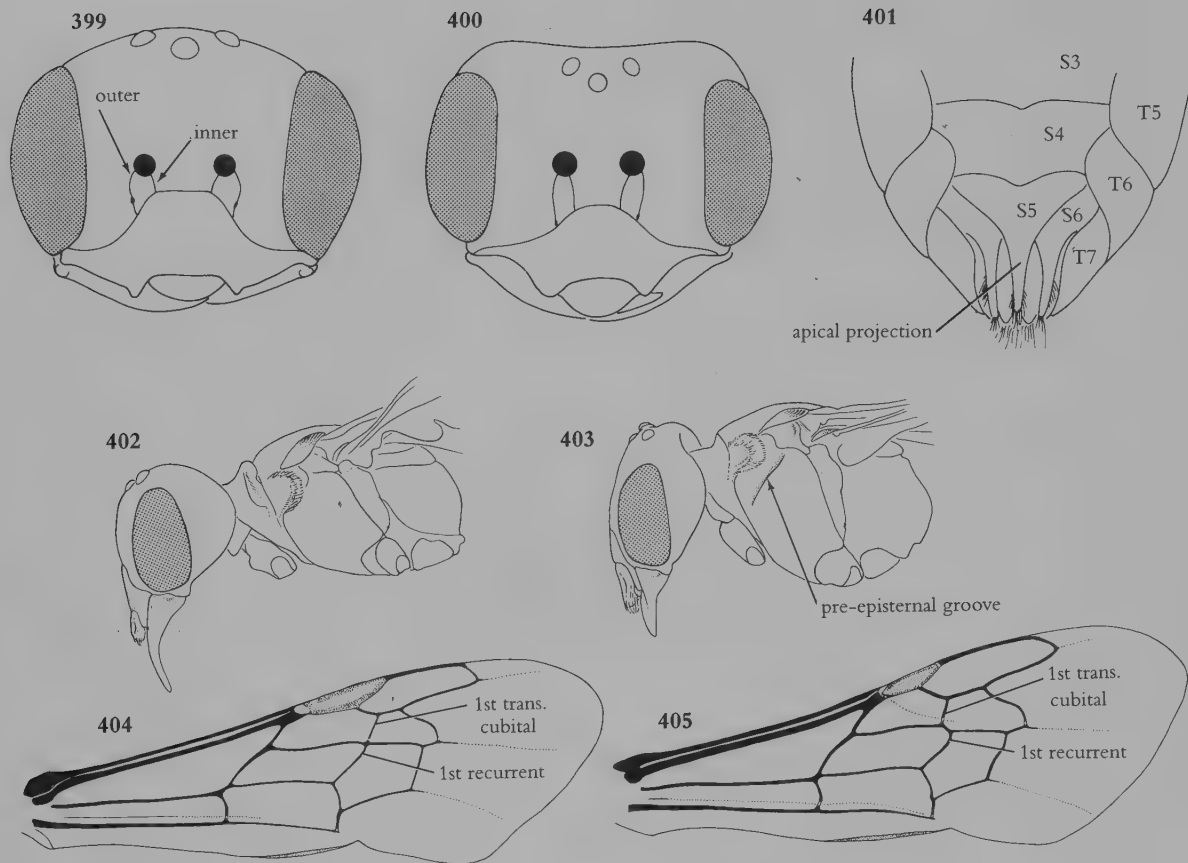 399
400
401
outer
inner
S3
T5
S4
T6
S5
S6
T7
apical projection
402
403
pre-episternal groove
404
1st trans.
cubital
1st recurrent
405
1st trans.
cubital
1st recurrent